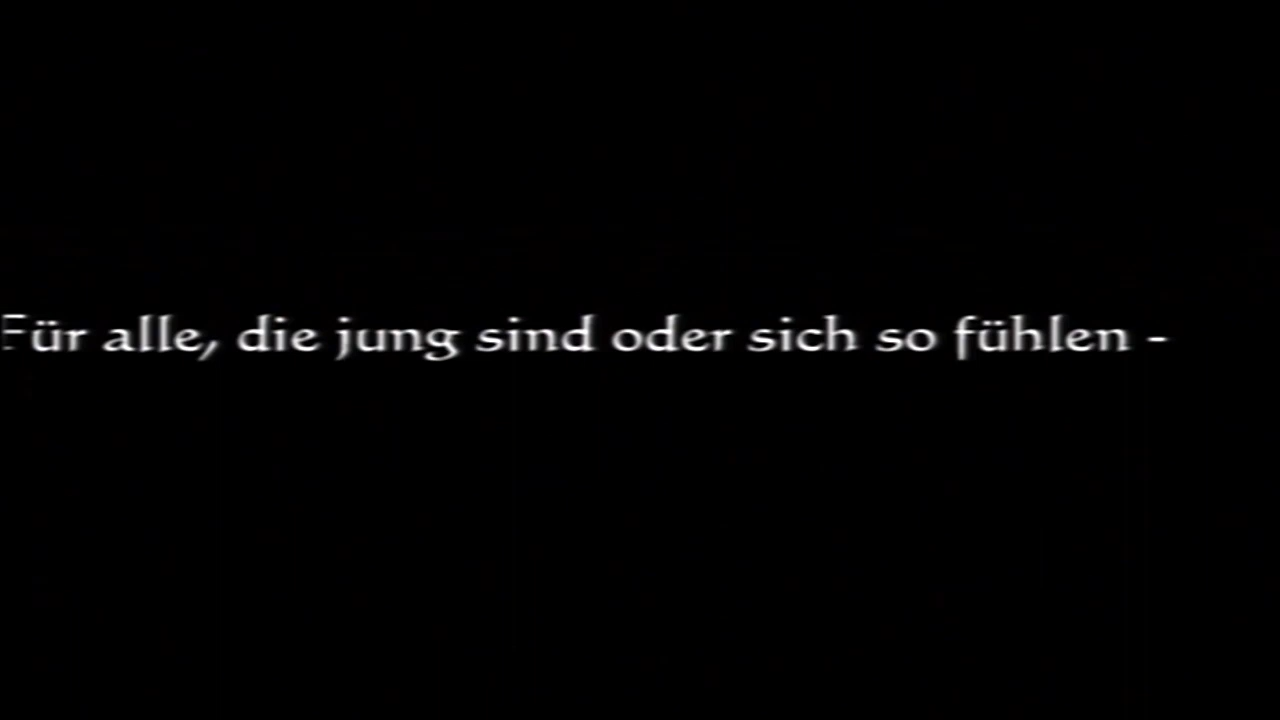 Für alle, die jung sind oder sich so fühlen -